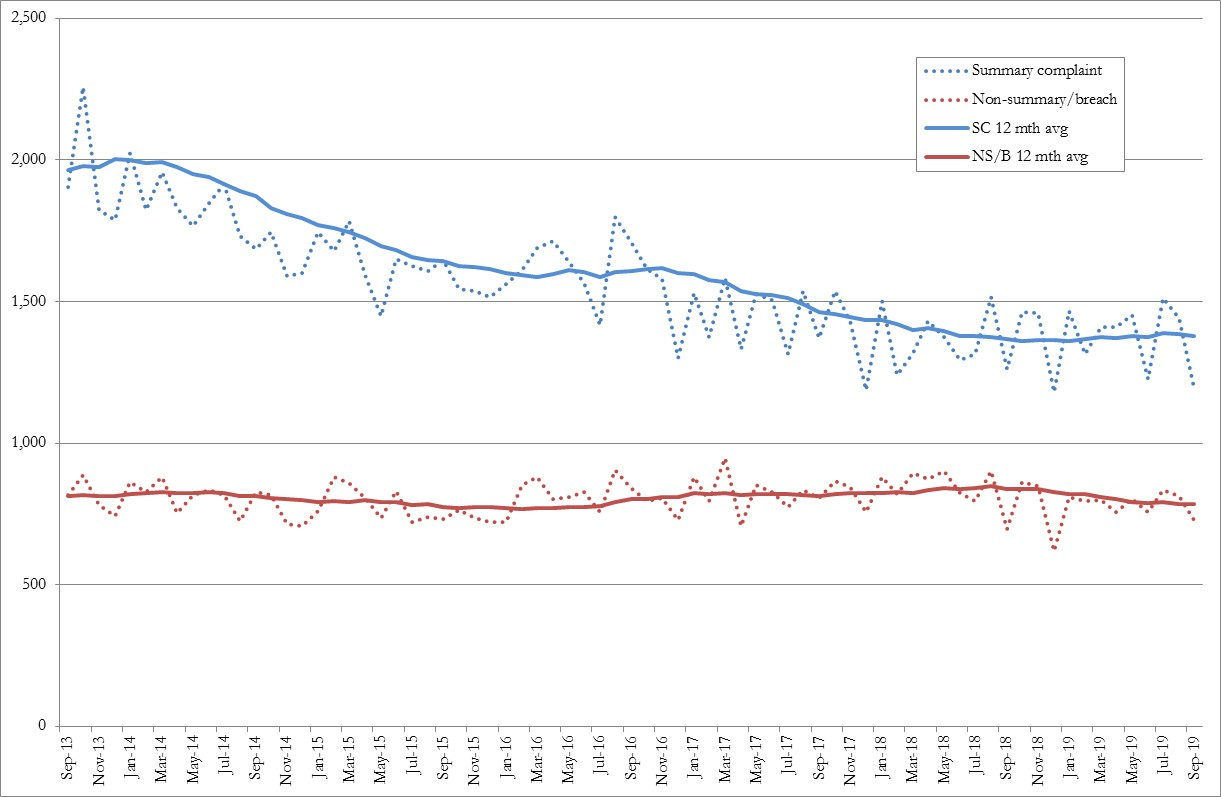 2,500
2,000
1,500
1,000
500
0
Summary complaint
Non-summary/breach
SC 12 mth avg
NS/B 12 mth avg
Sep-13
Nov-13
Jan-14
Mar-14
May-14
Jul-14
Sep-14
Nov-14
Jan-15
Mar-15
May-15
Jul-15
Sep-15
Nov-15
Jan-16
Mar-16
May-16
Jul-16
Sep-16
Nov-16
Jan-17
Mar-17
May-17
Jul-17
Sep-17
Nov-17
Jan-18
Mar-18
May-18
Jul-18
Sep-18
Nov-18
Jan-19
Mar-19
May-19
Jul-19
Sep-19